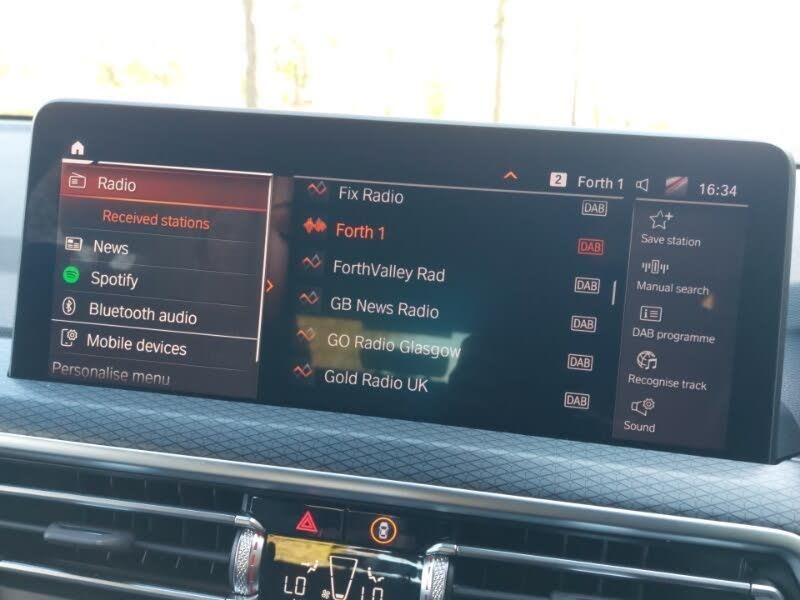 2 Forth 1 16:34
Radio
Received stations
News
Spotify
Bluetooth audio
Mobile devices
Personalise menu
Fix Radio DAB
Forth 1 DAB
ForthValley Rad DAB
GB News Radio DAB
GO Radio Glasgow DAB
Gold Radio UK DAB
Save station
Manual search
DAB programme
Recognise track
Sound
LO LO